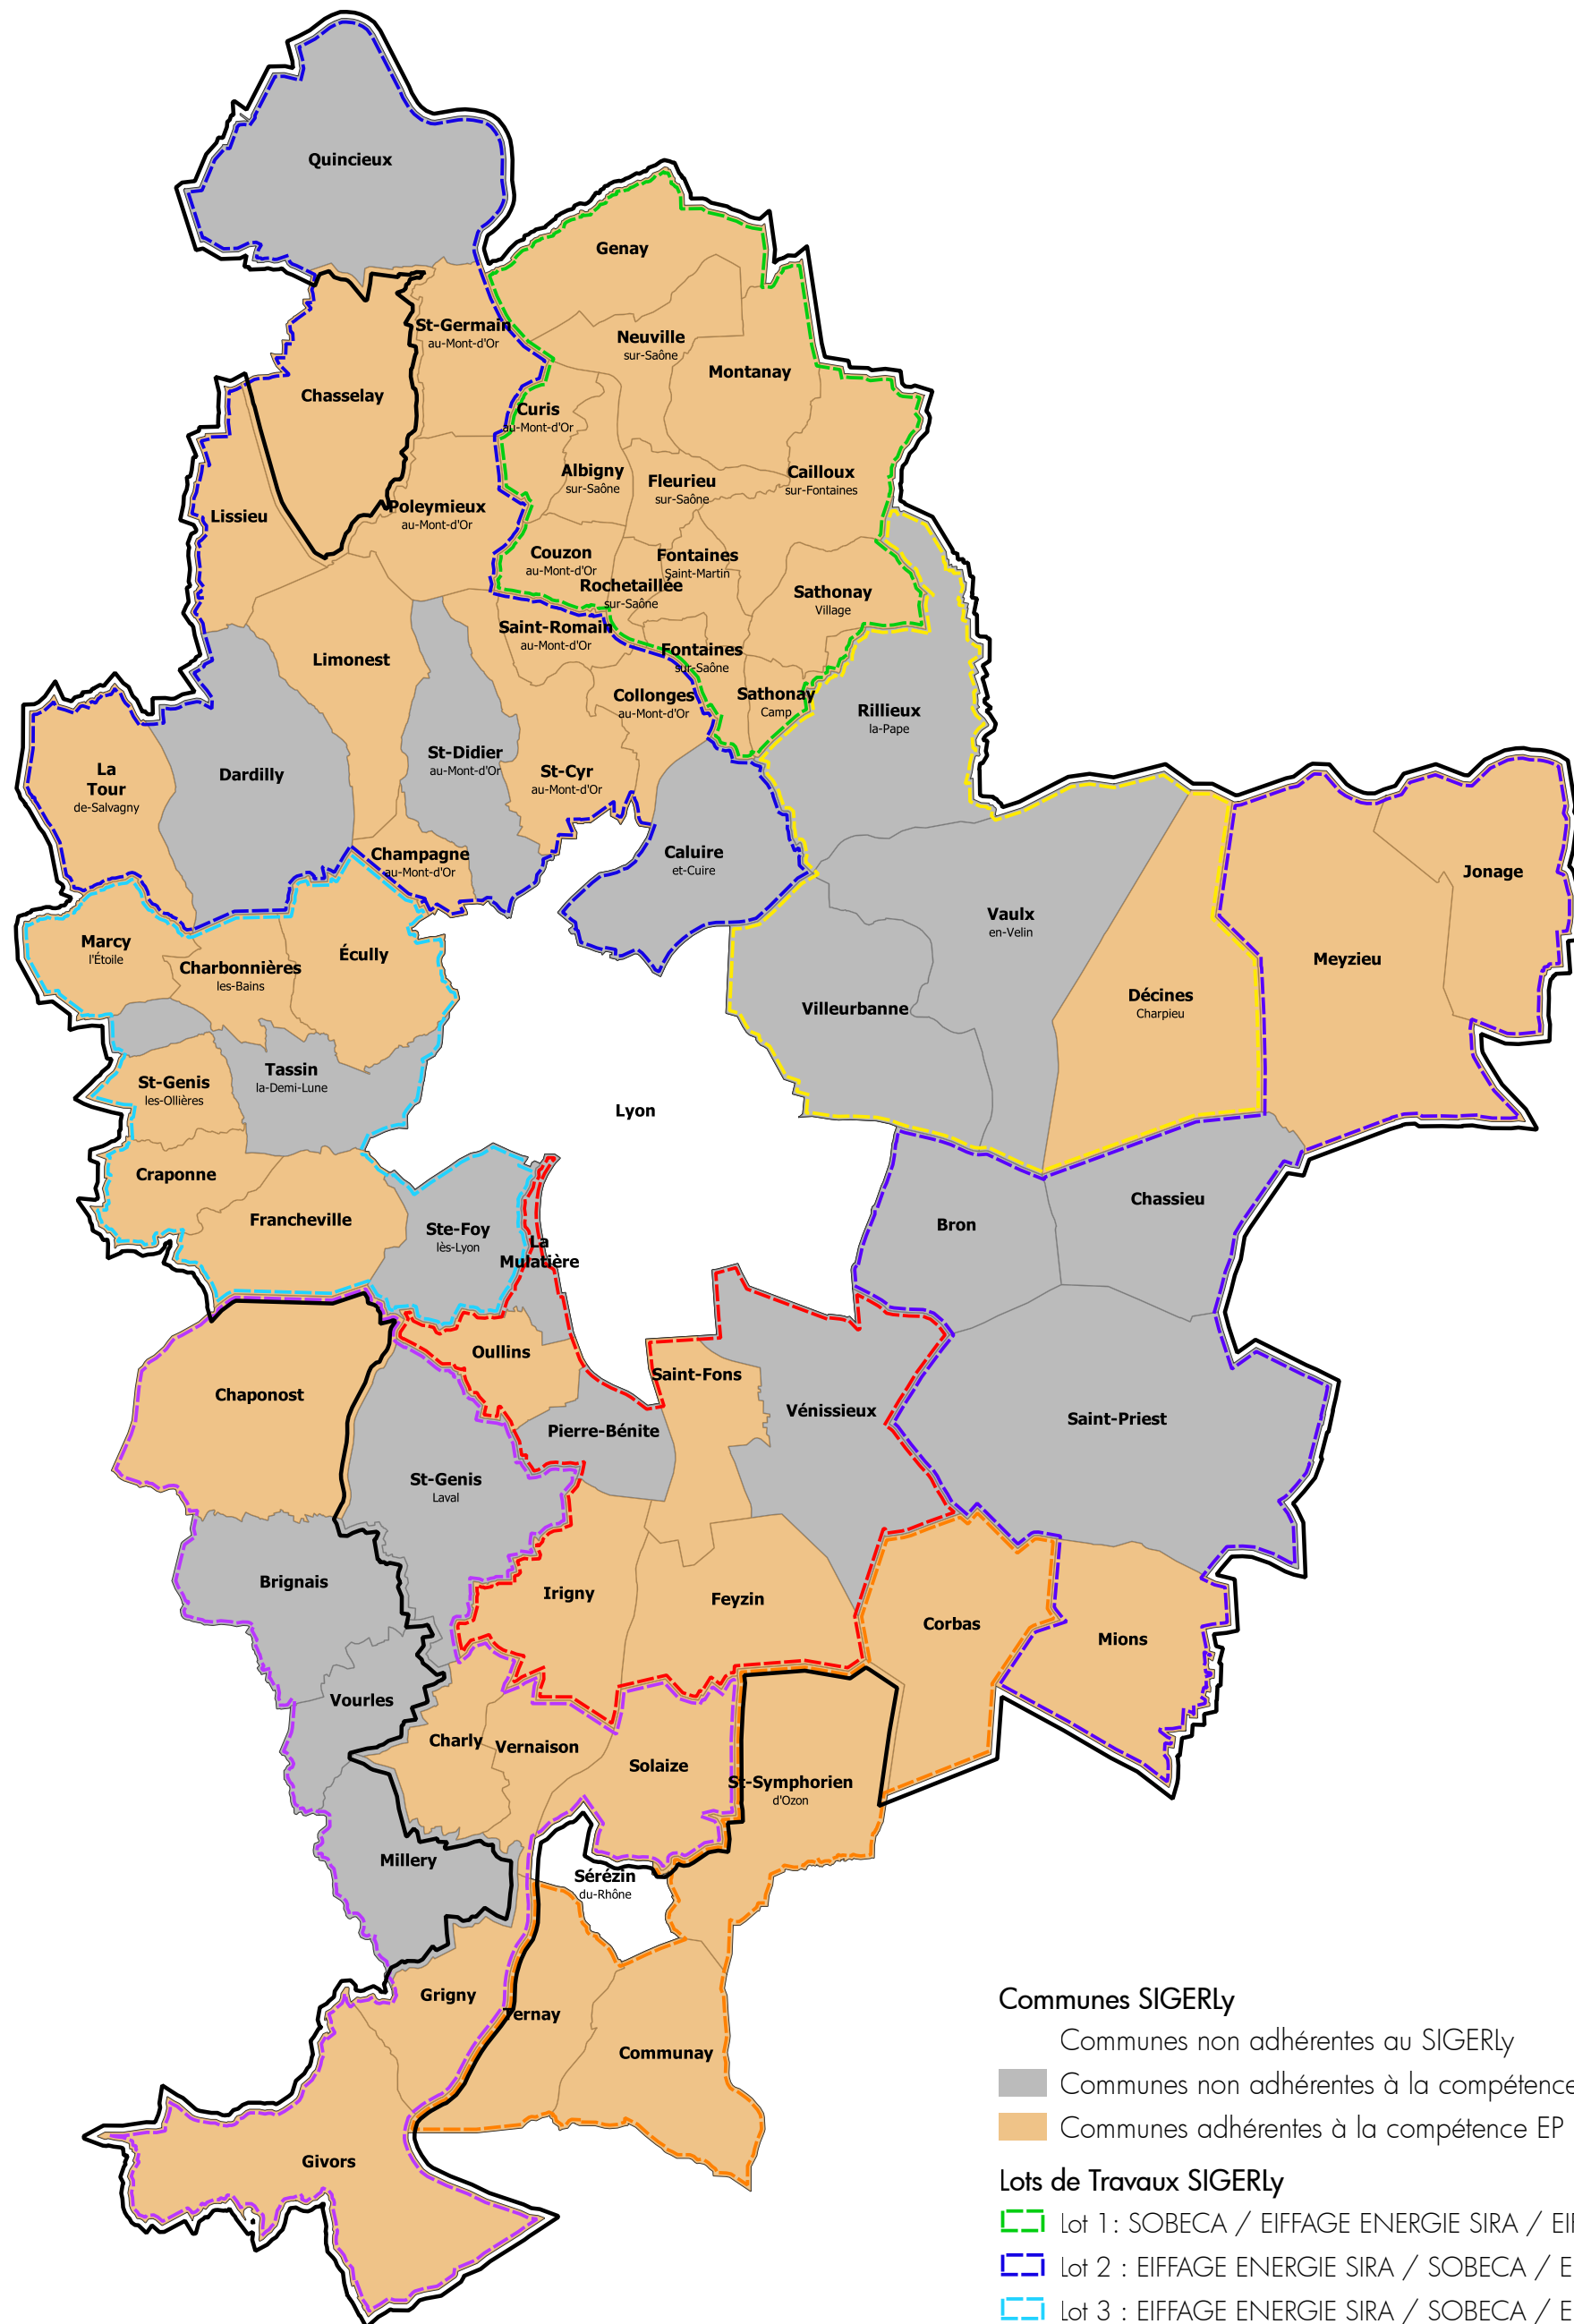 Quincieux
Genay
St-Germain
au-Mont-d'Or
Neuville
sur-Saône
Montanay
Chasselay
Curis
au-Mont-d'Or
Albigny
sur-Saône
Fleurieu
sur-Saône
Cailloux
sur-Fontaines
Lissieu
Poleymieux
au-Mont-d'Or
Couzon
au-Mont-d'Or
Fontaines
Saint-Martin
Rochetaillée
sur-Saône
Sathonay
Village
Saint-Romain
au-Mont-d'Or
Limonest
Fontaines
sur-Saône
Collonges
au-Mont-d'Or
Sathonay
Camp
Rillieux
la-Pape
La
Tour
de-Salvagny
Dardilly
St-Didier
au-Mont-d'Or
St-Cyr
au-Mont-d'Or
Champagne
au-Mont-d'Or
Caluire
et-Cuire
Jonage
Vaulx
en-Velin
Marcy
l'Étoile
Charbonnières
les-Bains
Écully
Meyzieu
Villeurbanne
Décines
Charpieu
St-Genis
les-Ollières
Tassin
la-Demi-Lune
Lyon
Craponne
Francheville
Ste-Foy
lès-Lyon
La
Mulatière
Bron
Chassieu
Oullins
Saint-Fons
Chaponost
Pierre-Bénite
Vénissieux
Saint-Priest
St-Genis
Laval
Brignais
Irigny
Feyzin
Corbas
Mions
Vourles
Charly
Vernaison
Solaize
St-Symphorien
d'Ozon
Millery
Sérézin
du-Rhône
Grigny
Ternay
Communay
Givors
Communes SIGERLy
Communes non adhérentes au SIGERLy
Communes non adhérentes à la compétence
Communes adhérentes à la compétence EP
Lots de Travaux SIGERLy
Lot 1: SOBECA / EIFFAGE ENERGIE SIRA / EIF
Lot 2 : EIFFAGE ENERGIE SIRA / SOBECA / E
Lot 3 : EIFFAGE ENERGIE SIRA / SOBECA / E